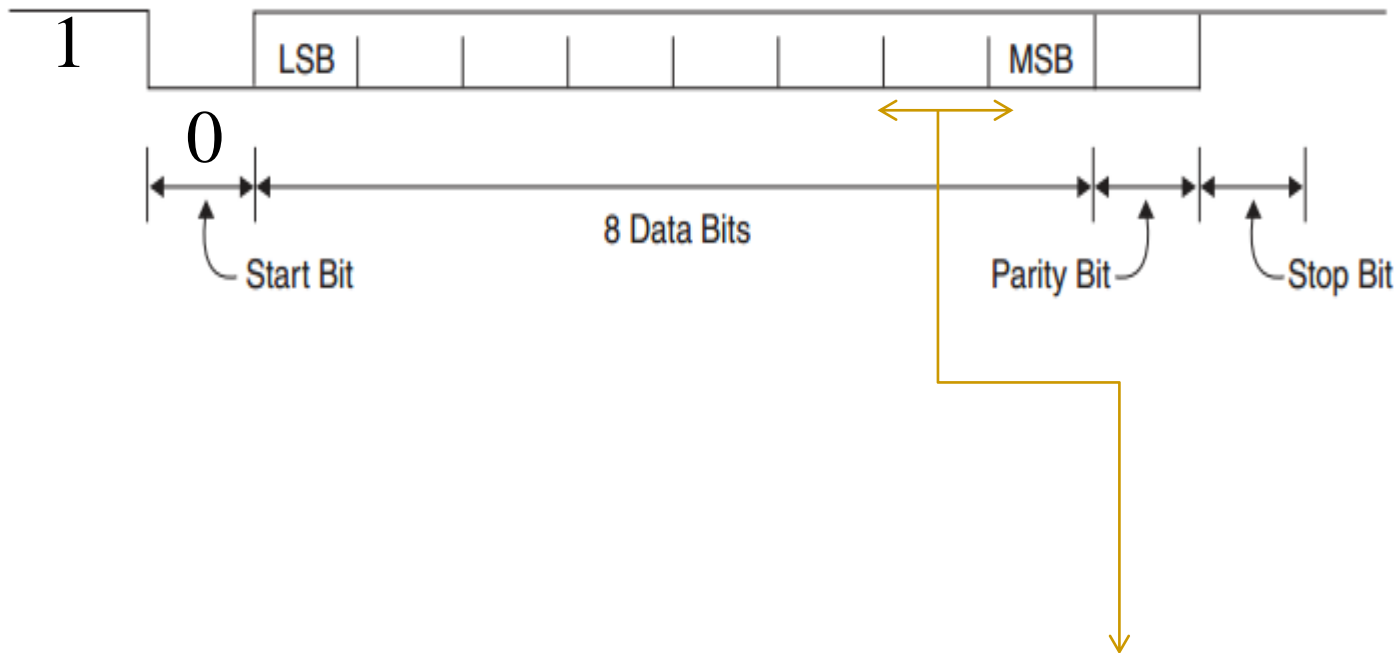 1
LSB MSB
0
8 Data Bits
Start Bit Parity Bit Stop Bit